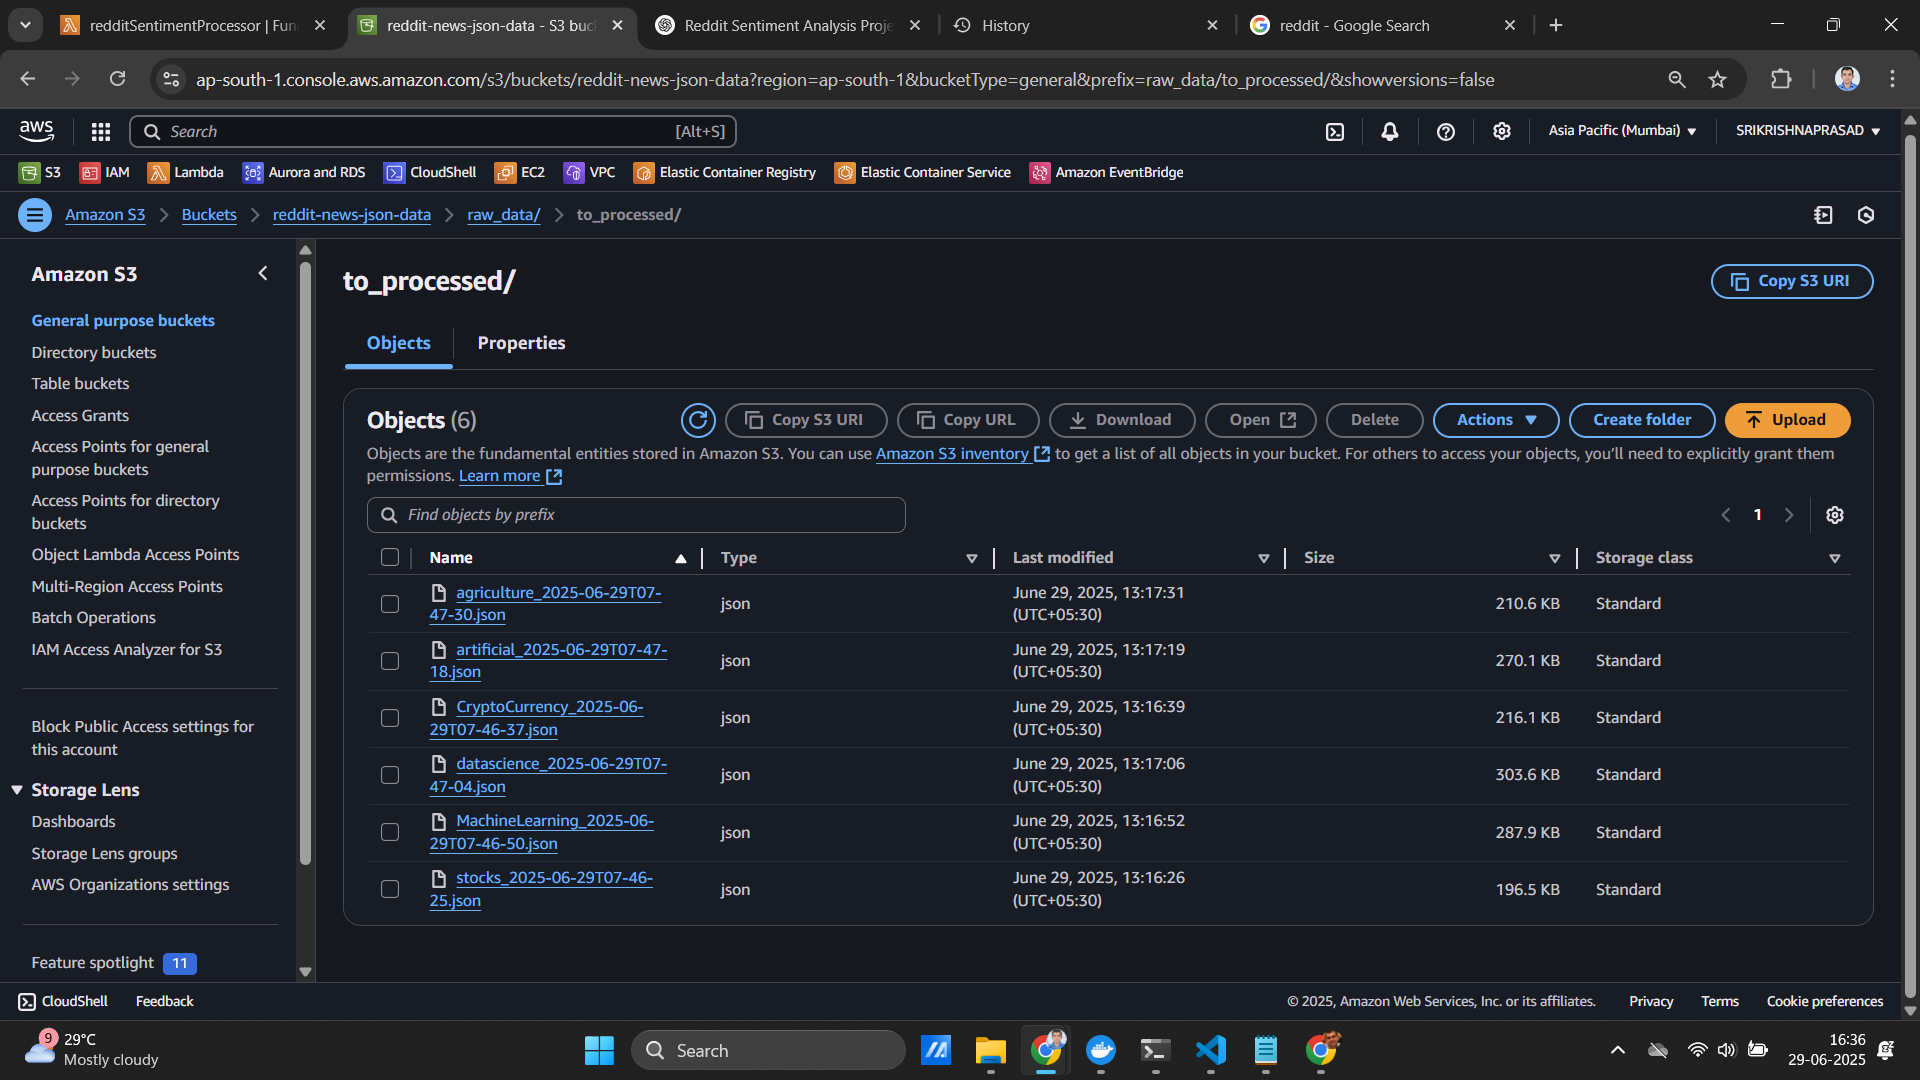 redditSentimentProcessor | Fun
reddit-news-json-data - S3 buc
Reddit Sentiment Analysis Proje
History
reddit - Google Search
ap-south-1.console.aws.amazon.com/s3/buckets/reddit-news-json-data?region=ap-south-1&bucketType=general&prefix=raw_data/to_processed/&showversions=false
aws
Search
[Alt+S]
Asia Pacific (Mumbai)
SRIKRISHNAPRASAD
S3
IAM
Lambda
Aurora and RDS
CloudShell
EC2
VPC
Elastic Container Registry
Elastic Container Service
Amazon EventBridge
Amazon S3
Buckets
reddit-news-json-data
raw_data/
to_processed/
Amazon S3
General purpose buckets
Directory buckets
Table buckets
Access Grants
Access Points for general
purpose buckets
Access Points for directory
buckets
Object Lambda Access Points
Multi-Region Access Points
Batch Operations
IAM Access Analyzer for S3
Block Public Access settings for
this account
Storage Lens
Dashboards
Storage Lens groups
AWS Organizations settings
Feature spotlight 11
to_processed/
Copy S3 URI
Objects
Properties
Objects (6)
Copy S3 URI
Copy URL
Download
Open
Delete
Actions
Create folder
Upload
Objects are the fundamental entities stored in Amazon S3. You can use Amazon S3 inventory to get a list of all objects in your bucket. For others to access your objects, you'll need to explicitly grant them
permissions. Learn more
Find objects by prefix
1
Name
Type
Last modified
Size
Storage class
agriculture_2025-06-29T07-
47-30.json
json
June 29, 2025, 13:17:31
(UTC+05:30)
210.6 KB
Standard
artificial_2025-06-29T07-47-
18.json
json
June 29, 2025, 13:17:19
(UTC+05:30)
270.1 KB
Standard
CryptoCurrency_2025-06-
29T07-46-37.json
json
June 29, 2025, 13:16:39
(UTC+05:30)
216.1 KB
Standard
datascience_2025-06-29T07-
47-04.json
json
June 29, 2025, 13:17:06
(UTC+05:30)
303.6 KB
Standard
MachineLearning_2025-06-
29T07-46-50.json
json
June 29, 2025, 13:16:52
(UTC+05:30)
287.9 KB
Standard
stocks_2025-06-29T07-46-
25.json
json
June 29, 2025, 13:16:26
(UTC+05:30)
196.5 KB
Standard
CloudShell
Feedback
© 2025, Amazon Web Services, Inc. or its affiliates.
Privacy
Terms
Cookie preferences
9
29°C
Mostly cloudy
Search
16:36
29-06-2025